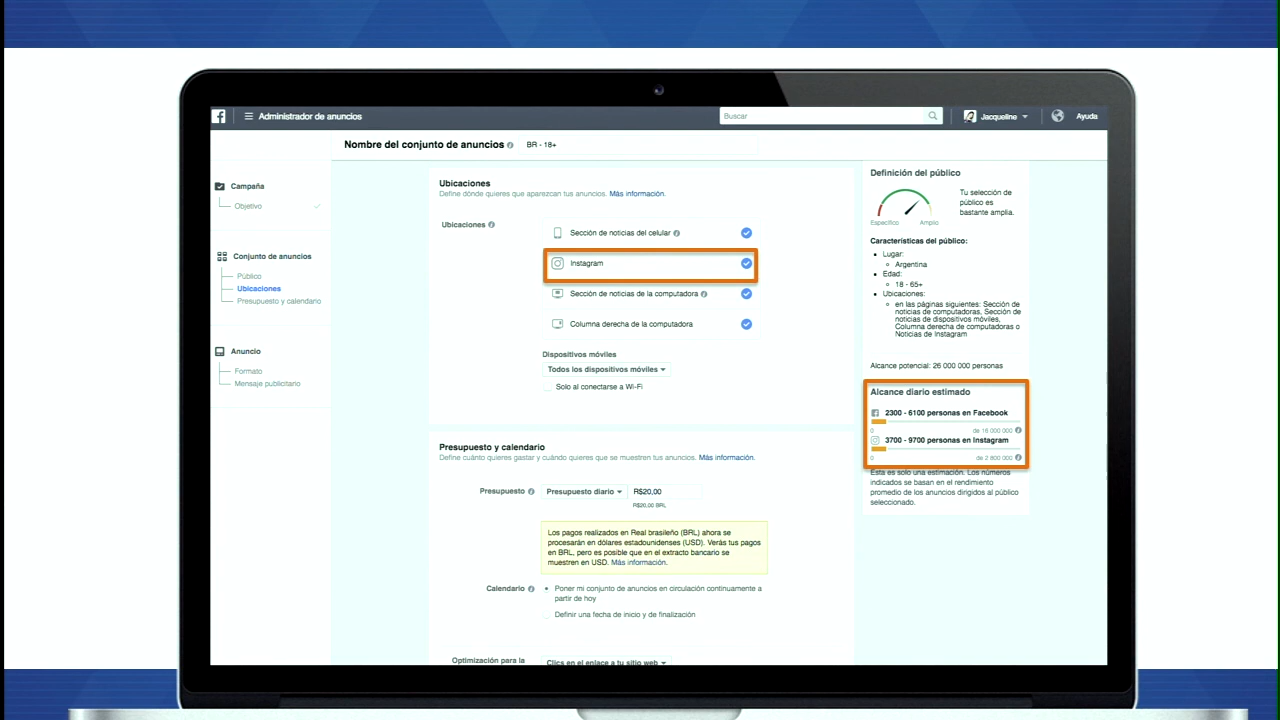 Administrador de anuncios
Buscar
Jacqueline
Ayuda
Nombre del conjunto de anuncios
BR - 18+
Campaña
Objetivo
Conjunto de anuncios
Público
Ubicaciones
Presupuesto y calendario
Anuncio
Formato
Mensaje publicitario
Ubicaciones
Define dónde quieres que aparezcan tus anuncios. Más información.
Ubicaciones
Sección de noticias del celular
Instagram
Sección de noticias de la computadora
Columna derecha de la computadora
Dispositivos móviles
Todos los dispositivos móviles
Solo al conectarse a Wi-Fi
Presupuesto y calendario
Define cuánto quieres gastar y cuándo quieres que se muestren tus anuncios. Más información.
Presupuesto
Presupuesto diario
R$20,00
R$20,00 BRL
Los pagos realizados en Real brasileño (BRL) ahora se
procesarán en dólares estadounidenses (USD). Verás tus pagos
en BRL, pero es posible que en el extracto bancario se
muestren en USD. Más información.
Calendario
Poner mi conjunto de anuncios en circulación continuamente a
partir de hoy
Definir una fecha de inicio y de finalización
Optimización para la
Clics en el enlace a tu sitio web
Definición del público
Específico
Amplio
Tu selección de
público es
bastante amplia.
Características del público:
Lugar:
Argentina
Edad:
18 - 65+
Ubicaciones:
en las páginas siguientes: Sección de
noticias de computadoras, Sección de
noticias de dispositivos móviles,
Columna derecha de computadoras o
Noticias de Instagram
Alcance potencial: 26 000 000 personas
Alcance diario estimado
2300 - 6100 personas en Facebook
0
de 16 000 000
3700 - 9700 personas en Instagram
0
de 2 800 000
Esta es solo una estimación. Los números
indicados se basan en el rendimiento
promedio de los anuncios dirigidos al público
seleccionado.